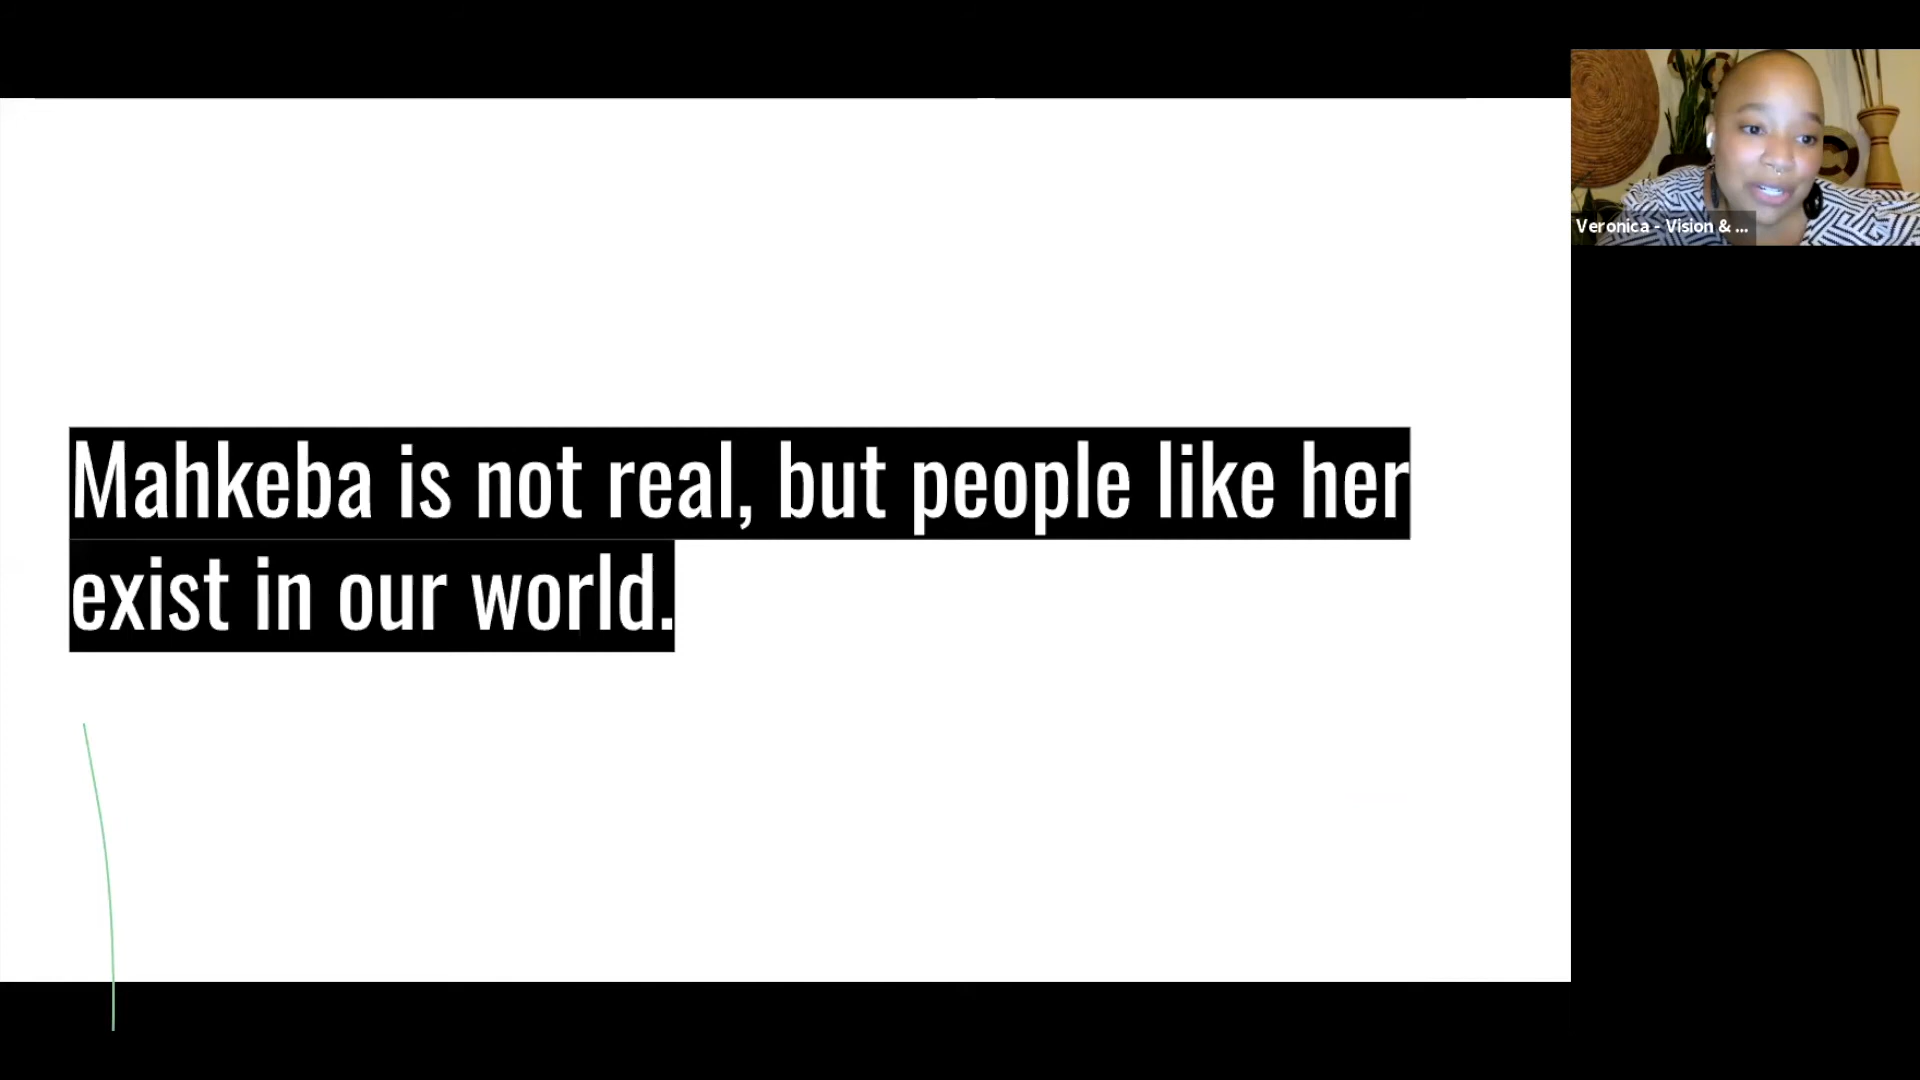 Mahkeba is not real, but people like her
exist in our world.
Veronica - Vision & ...